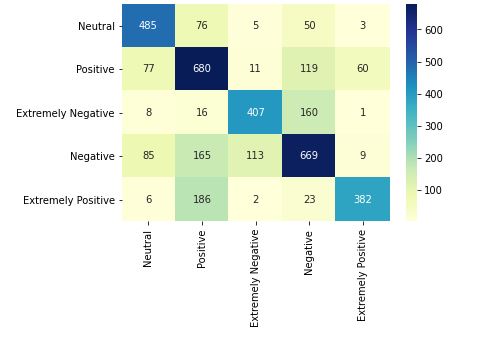 Neutral 485 76 5 50 3
Positive 77 680 11 119 60
Extremely Negative 8 16 407 160 1
Negative 85 165 113 669 9
Extremely Positive 6 186 2 23 382
Neutral
Positive
Extremely Negative
Negative
Extremely Positive
600
500
400
300
200
100